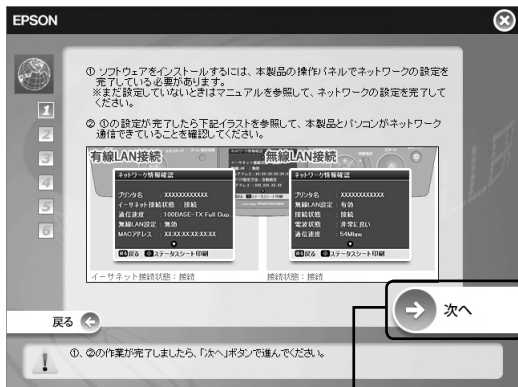 EPSON
① ソフトウェアをインストールするには、本製品の操作パネルでネットワークの設定を
完了している必要があります。
※まだ設定していないときはマニュアルを参照して、ネットワークの設定を完了して
ください。
② ①の設定が完了したら下記イラストを参照して、本製品とパソコンがネットワーク
通信できていることを確認してください。
1
2
3
4
5
6
有線LAN接続
ネットワーク情報確認
プリンタ名 : XXXXXXXXXXXX
イーサネット接続状態 : 接続
通信速度 : 100BASE-TX Full Dup.
無線LAN設定 : 無効
MACアドレス : XX:XX:XX:XX:XX:XX
戻る ステータスシート印刷
イーサネット接続状態：接続
無線LAN接続
ネットワーク情報確認
プリンタ名 : XXXXXXXXXXXX
無線LAN設定 : 有効
接続状態 : 接続
電波状態 : 非常に良い
通信速度 : 54Mbps
戻る ステータスシート印刷
接続状態：接続
戻る
次へ
①、②の作業が完了しましたら、「次へ」ボタンで進んでください。